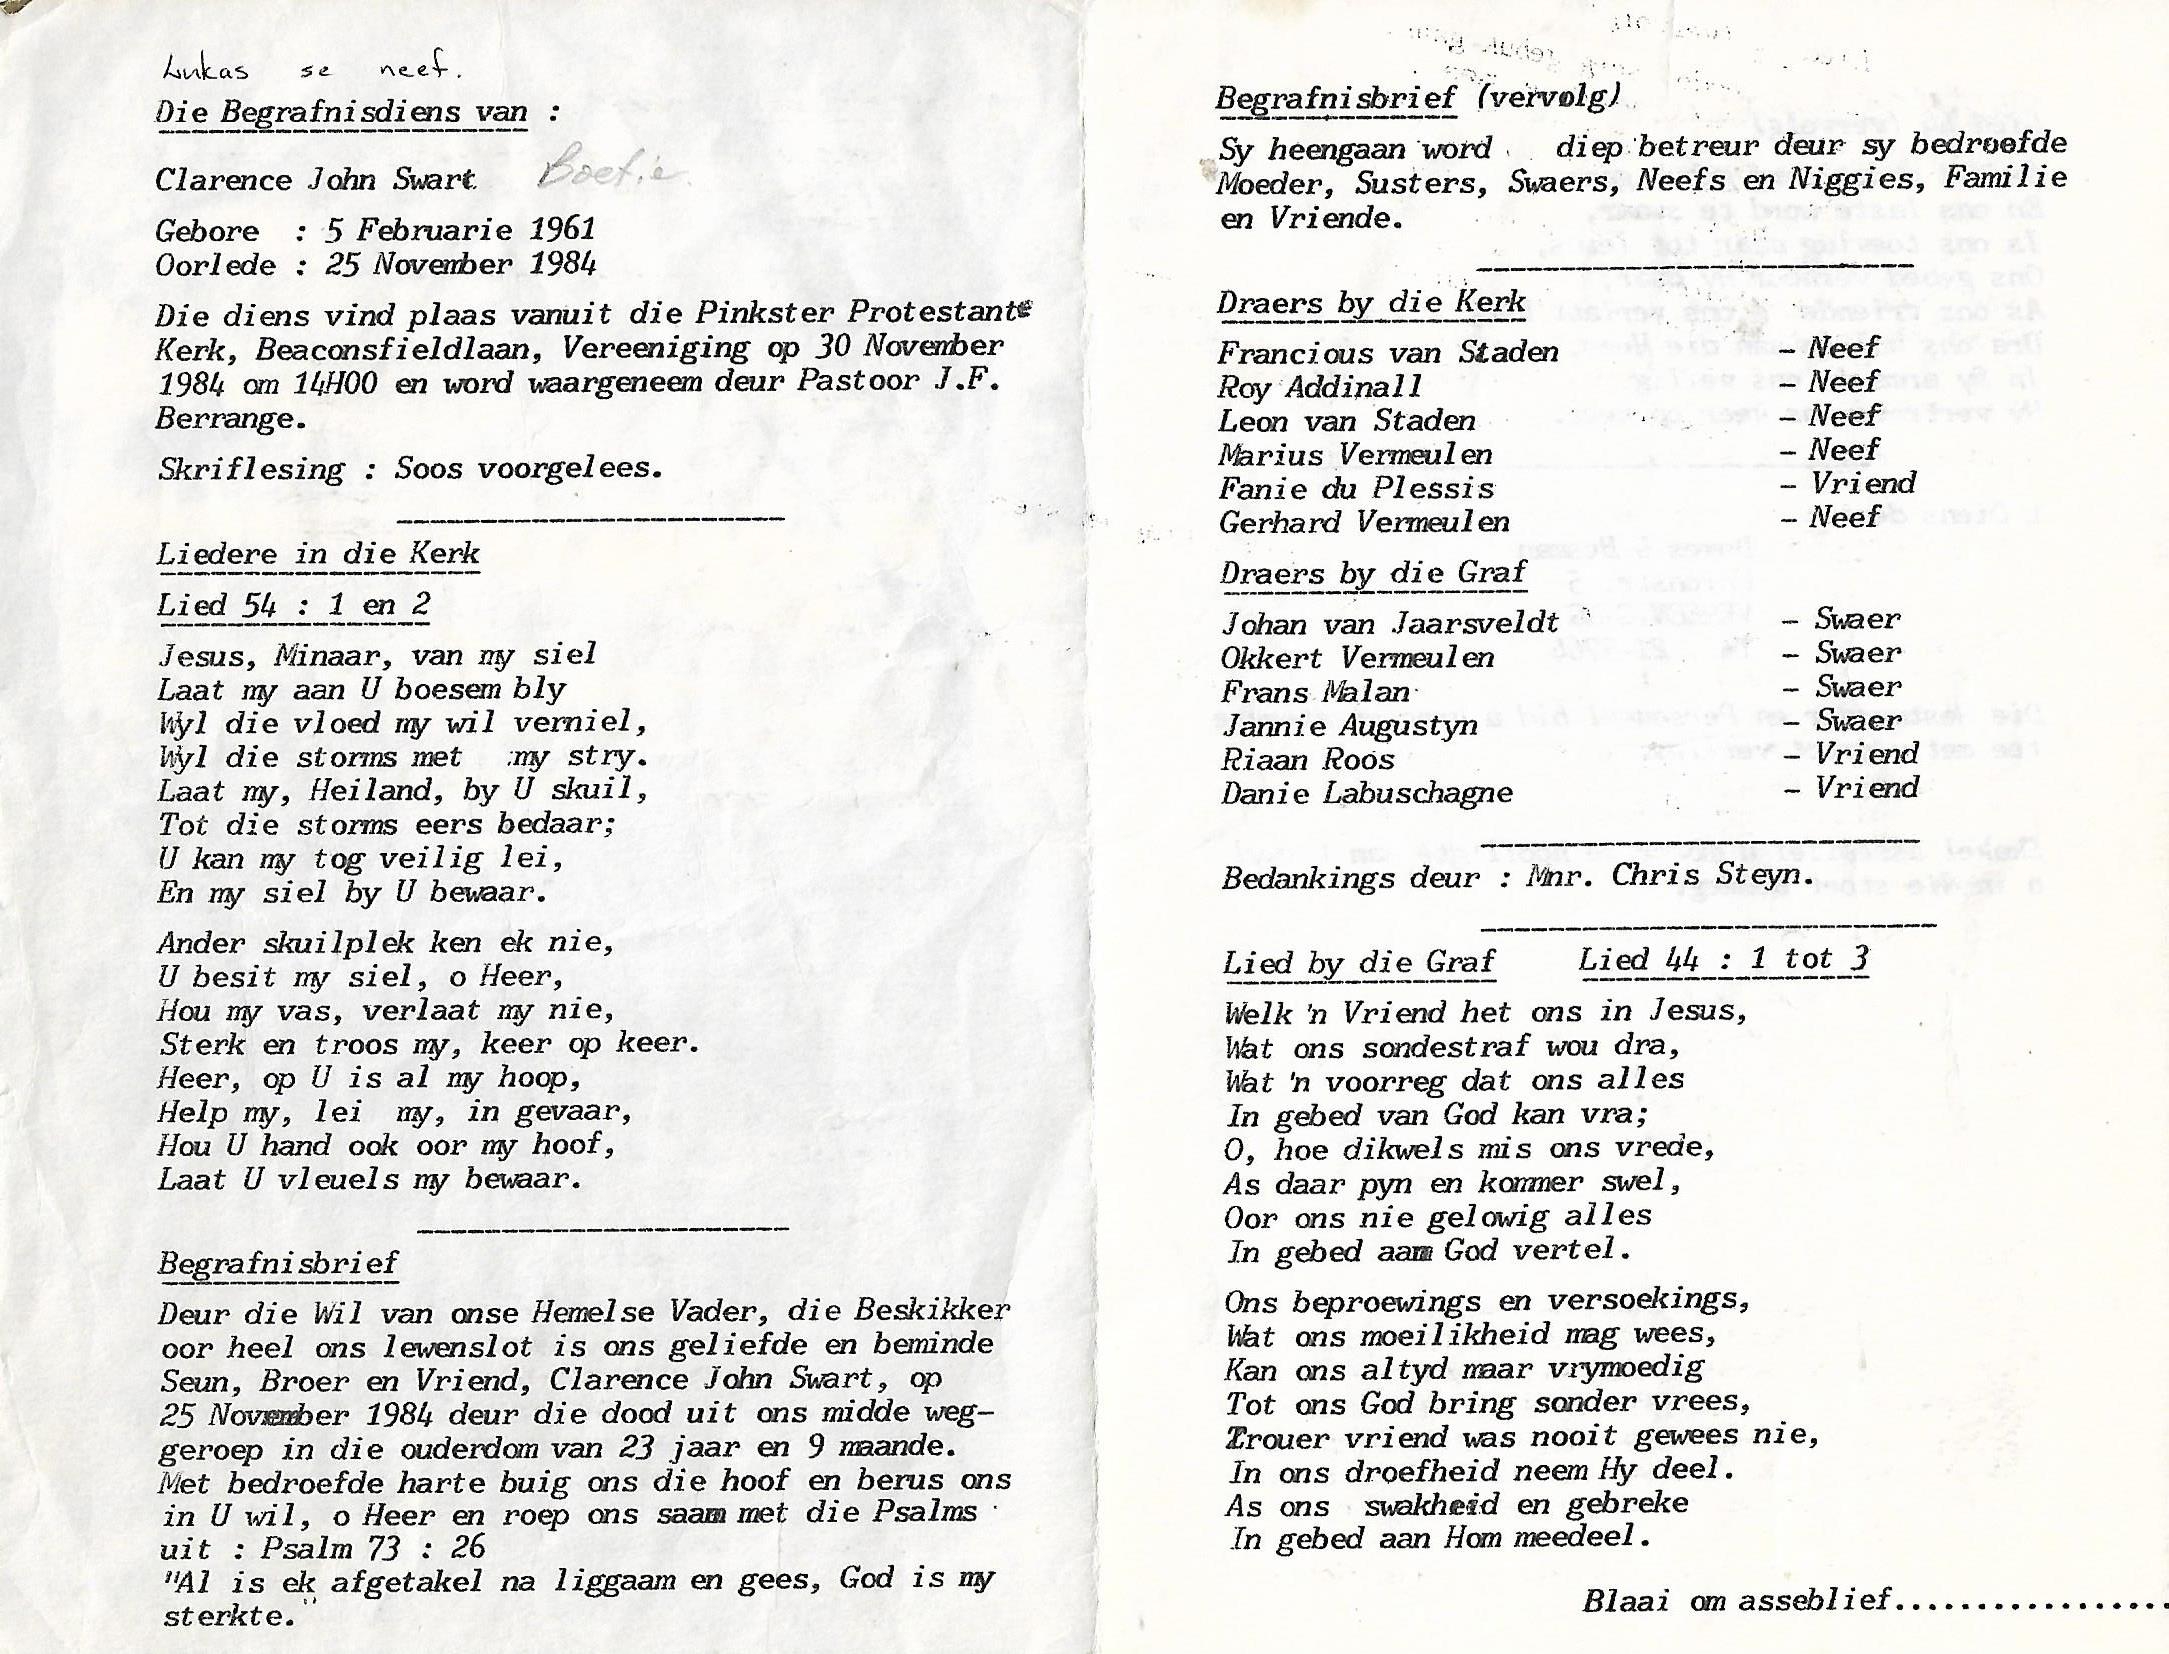 Lukas se neef.
Die Begrafnisdiens van :
Clarence John Swart Boetie
Gebore : 5 Februarie 1961
Oorlede : 25 November 1984
Die diens vind plaas vanuit die Pinkster Protestante
Kerk, Beaconsfieldlaan, Vereeniging op 30 November
1984 om 14H00 en word waargeneem deur Pastoor J.F.
Berrange.
Skriflesing : Soos voorgelees.
Liedere in die Kerk
Lied 54 : 1 en 2
Jesus, Minaar, van my siel
Laat my aan U boesem bly
Wyl die vloed my wil verniel,
Wyl die storms met my stry.
Laat my, Heiland, by U skuil,
Tot die storms eers bedaar;
U kan my tog veilig lei,
En my siel by U bewaar.
Ander skuilplek ken ek nie,
U besit my siel, o Heer,
Hou my vas, verlaat my nie,
Sterk en troos my, keer op keer.
Heer, op U is al my hoop,
Help my, lei my, in gevaar,
Hou U hand ook oor my hoof,
Laat U vleuels my bewaar.
Begrafnisbrief
Deur die Wil van onse Hemelse Vader, die Beskikker
oor heel ons lewenslot is ons geliefde en beminde
Seun, Broer en Vriend, Clarence John Swart, op
25 November 1984 deur die dood uit ons midde weg-
geroep in die ouderdom van 23 jaar en 9 maande.
Met bedroefde harte buig ons die hoof en berus ons
in U wil, o Heer en roep ons saam met die Psalms
uit : Psalm 73 : 26
"Al is ek afgetakel na liggaam en gees, God is my
sterkte."
Begrafnisbrief (vervolg)
Sy heengaan word diep betreur deur sy bedroefde
Moeder, Susters, Swaers, Neefs en Niggies, Familie
en Vriende.
Draers by die Kerk
Francious van Staden - Neef
Roy Addinall - Neef
Leon van Staden - Neef
Marius Vermeulen - Neef
Fanie du Plessis - Vriend
Gerhard Vermeulen - Neef
Draers by die Graf
Johan van Jaarsveldt - Swaer
Okkert Vermeulen - Swaer
Frans Malan - Swaer
Jannie Augustyn - Swaer
Riaan Roos - Vriend
Danie Labuschagne - Vriend
Bedankings deur : Mnr. Chris Steyn.
Lied by die Graf Lied 44 : 1 tot 3
Welk 'n Vriend het ons in Jesus,
Wat ons sondestraf wou dra,
Wat 'n voorreg dat ons alles
In gebed van God kan vra;
O, hoe dikwels mis ons vrede,
As daar pyn en kommer swel,
Oor ons nie gelowig alles
In gebed aan God vertel.
Ons beproewings en versoekings,
Wat ons moeilikheid mag wees,
Kan ons altyd maar vrymoedig
Tot ons God bring sonder vrees,
Trouer vriend was nooit gewees nie,
In ons droefheid neem Hy deel.
As ons swakheid en gebreke
In gebed aan Hom meedeel.
Blaai om asseblief.................